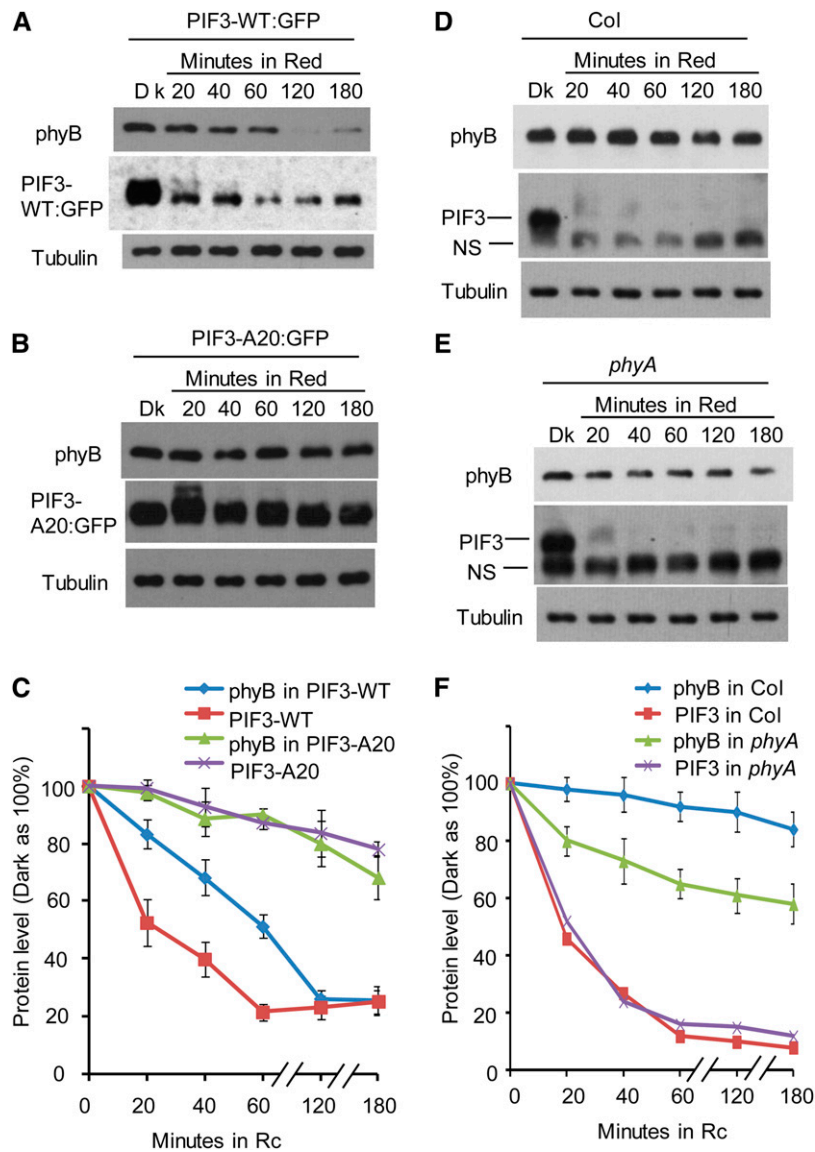 A
PIF3-WT:GFP
Minutes in Red
Dk 20 40 60 120 180
phyB
PIF3-
WT:GFP
Tubulin
B
PIF3-A20:GFP
Minutes in Red
Dk 20 40 60 120 180
phyB
PIF3-
A20:GFP
Tubulin
C
phyB in PIF3-WT
PIF3-WT
phyB in PIF3-A20
PIF3-A20
Protein level (Dark as 100%)
100
80
60
40
20
0
0 20 40 60 120 180
Minutes in Rc
D
Col
Minutes in Red
Dk 20 40 60 120 180
phyB
PIF3
NS
Tubulin
E
phyA
Minutes in Red
Dk 20 40 60 120 180
phyB
PIF3
NS
Tubulin
F
phyB in Col
PIF3 in Col
phyB in phyA
PIF3 in phyA
Protein level (Dark as 100%)
100
80
60
40
20
0
0 20 40 60 120 180
Minutes in Rc